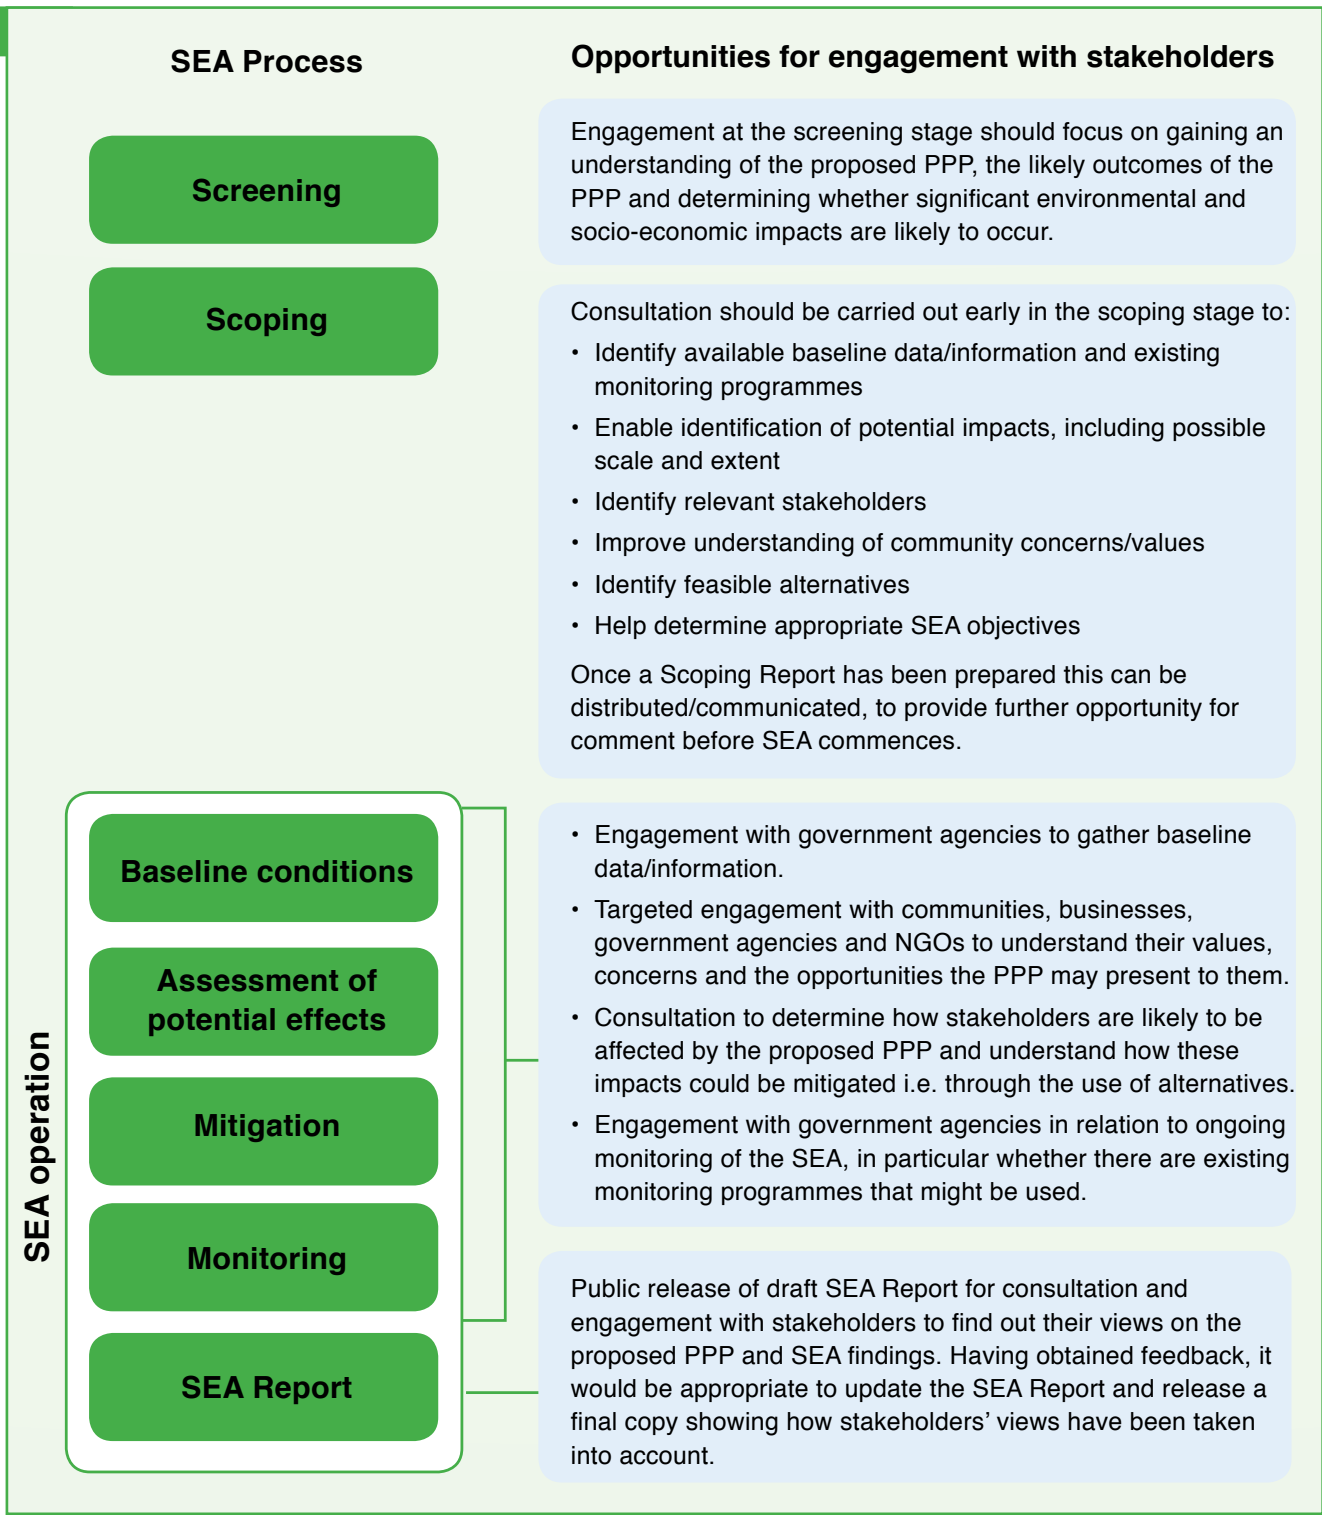 SEA Process
Opportunities for engagement with stakeholders
Screening
Engagement at the screening stage should focus on gaining an
understanding of the proposed PPP, the likely outcomes of the
PPP and determining whether significant environmental and
socio-economic impacts are likely to occur.
Scoping
Consultation should be carried out early in the scoping stage to:
• Identify available baseline data/information and existing
monitoring programmes
• Enable identification of potential impacts, including possible
scale and extent
• Identify relevant stakeholders
• Improve understanding of community concerns/values
• Identify feasible alternatives
• Help determine appropriate SEA objectives
Once a Scoping Report has been prepared this can be
distributed/communicated, to provide further opportunity for
comment before SEA commences.
SEA operation
Baseline conditions
Assessment of
potential effects
Mitigation
Monitoring
• Engagement with government agencies to gather baseline
data/information.
• Targeted engagement with communities, businesses,
government agencies and NGOs to understand their values,
concerns and the opportunities the PPP may present to them.
• Consultation to determine how stakeholders are likely to be
affected by the proposed PPP and understand how these
impacts could be mitigated i.e. through the use of alternatives.
• Engagement with government agencies in relation to ongoing
monitoring of the SEA, in particular whether there are existing
monitoring programmes that might be used.
SEA Report
Public release of draft SEA Report for consultation and
engagement with stakeholders to find out their views on the
proposed PPP and SEA findings. Having obtained feedback, it
would be appropriate to update the SEA Report and release a
final copy showing how stakeholders’ views have been taken
into account.